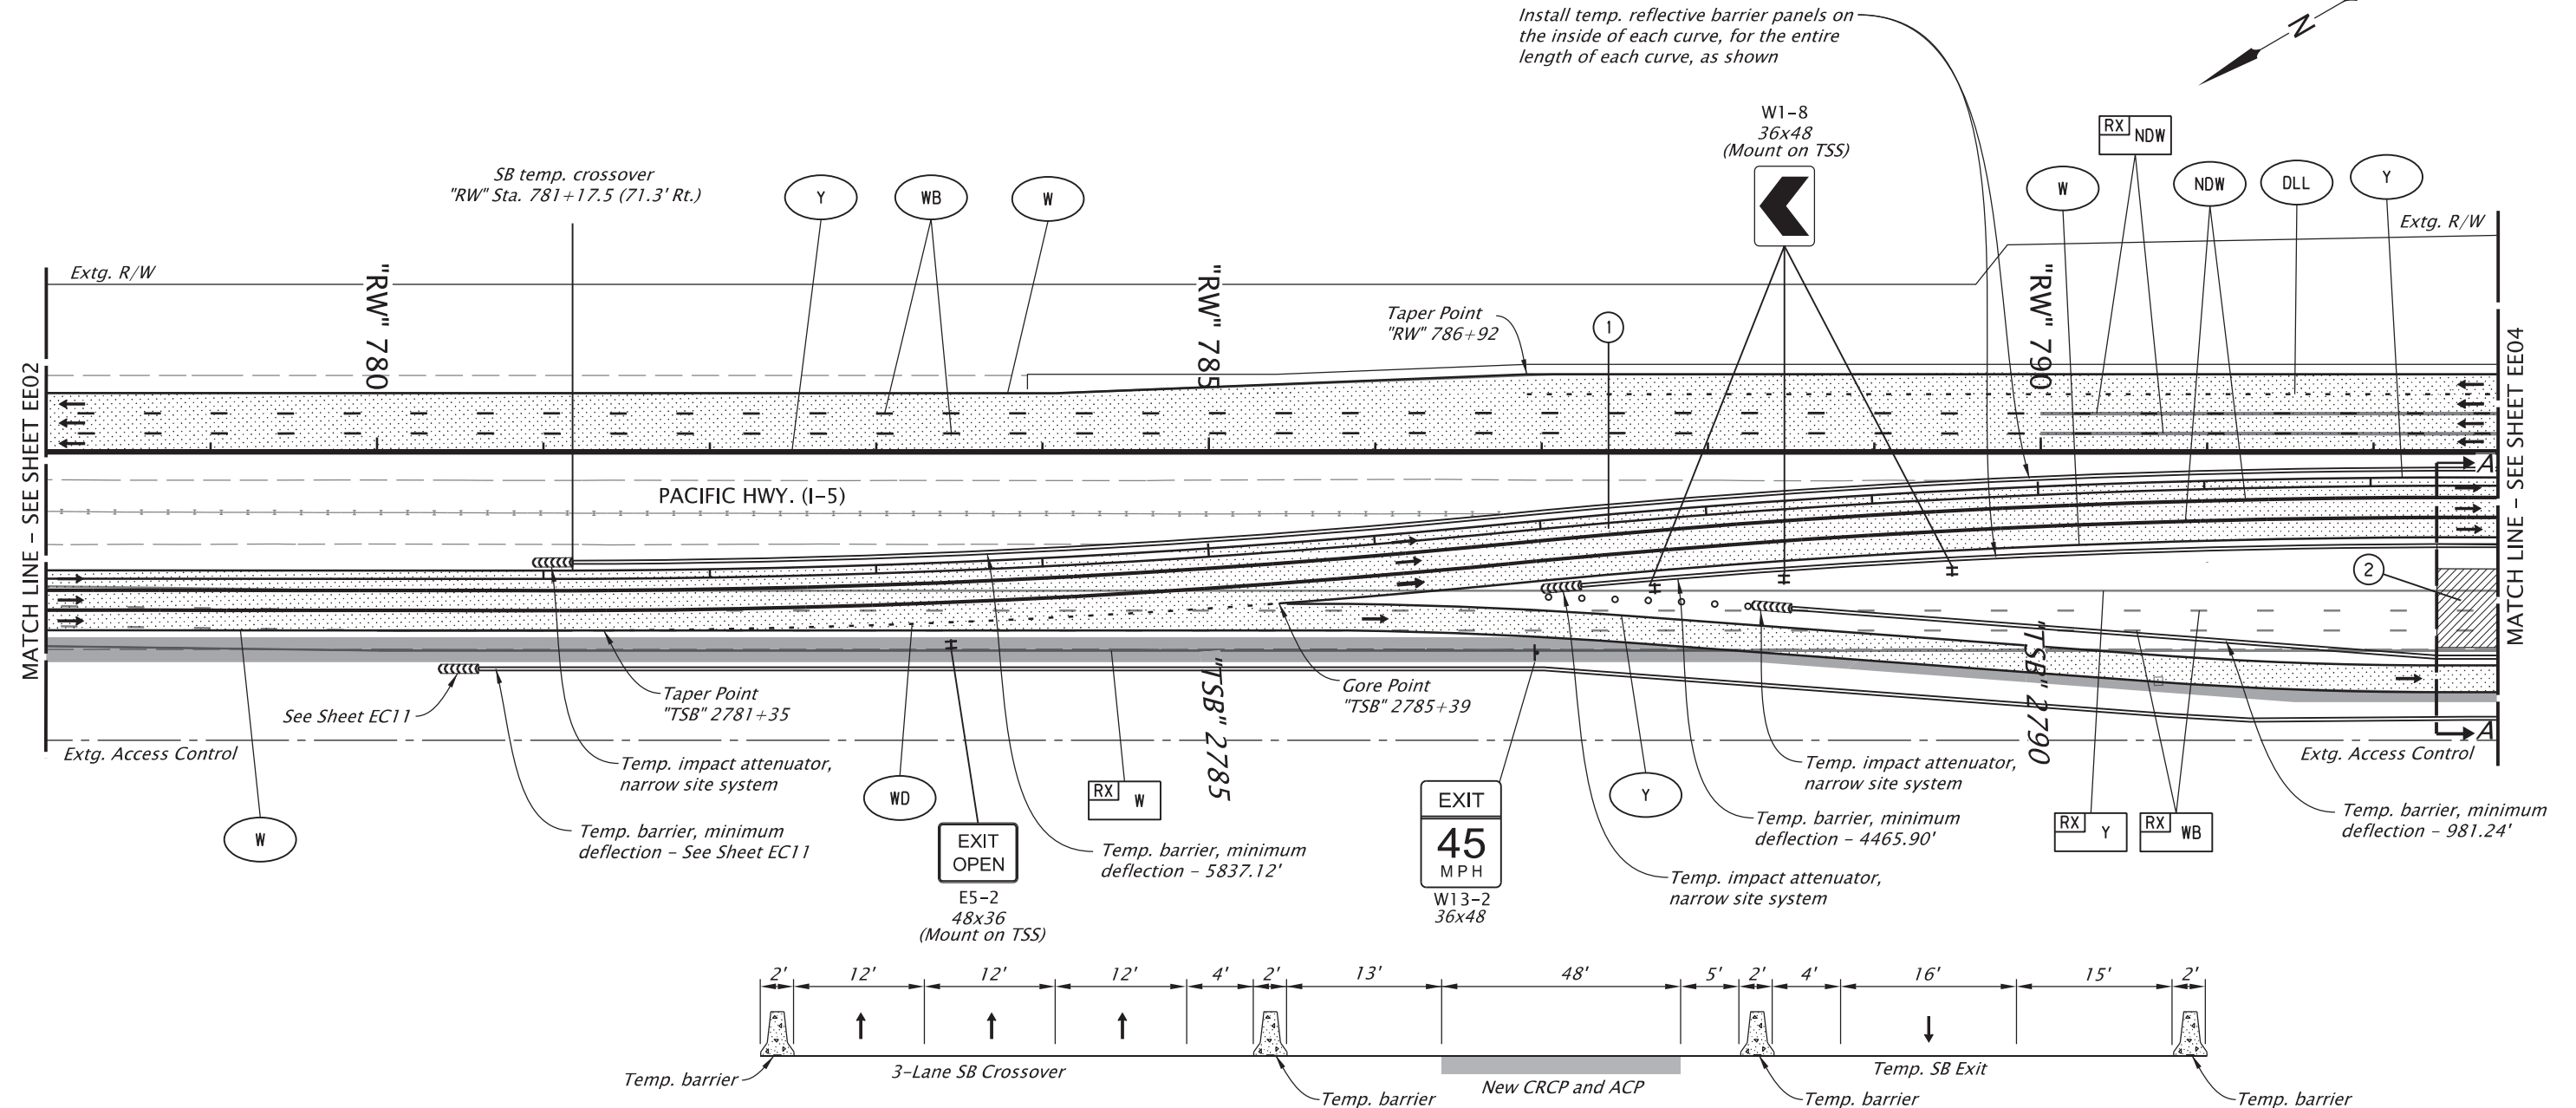 Install temp. reflective barrier panels on
the inside of each curve, for the entire
length of each curve, as shown
N
W1-8
36x48
(Mount on TSS)
RX NDW
SB temp. crossover
"RW" Sta. 781+17.5 (71.3' Rt.)
Y
WB
W
W
NDW
DLL
Y
Extg. R/W
Extg. R/W
"RW" 780
"RW" 785
"RW" 790
Taper Point
"RW" 786+92
1
MATCH LINE - SEE SHEET EE02
MATCH LINE - SEE SHEET EE04
PACIFIC HWY. (I-5)
A
2
See Sheet EC11
Taper Point
"TSB" 2781+35
"TSB" 2785
Gore Point
"TSB" 2785+39
"TSB" 2790
A
Extg. Access Control
Extg. Access Control
Temp. impact attenuator,
narrow site system
Temp. impact attenuator,
narrow site system
W
WD
RX W
EXIT
45
MPH
W13-2
36x48
Y
RX Y
RX WB
Temp. barrier, minimum
deflection - 981.24'
Temp. barrier, minimum
deflection - 4465.90'
Temp. barrier, minimum
deflection - See Sheet EC11
EXIT
OPEN
E5-2
48x36
(Mount on TSS)
Temp. barrier, minimum
deflection - 5837.12'
Temp. impact attenuator,
narrow site system
2' 12' 12' 12' 4' 2' 13' 48' 5' 2' 4' 16' 15' 2'
Temp. barrier
3-Lane SB Crossover
Temp. barrier
New CRCP and ACP
Temp. barrier
Temp. SB Exit
Temp. barrier